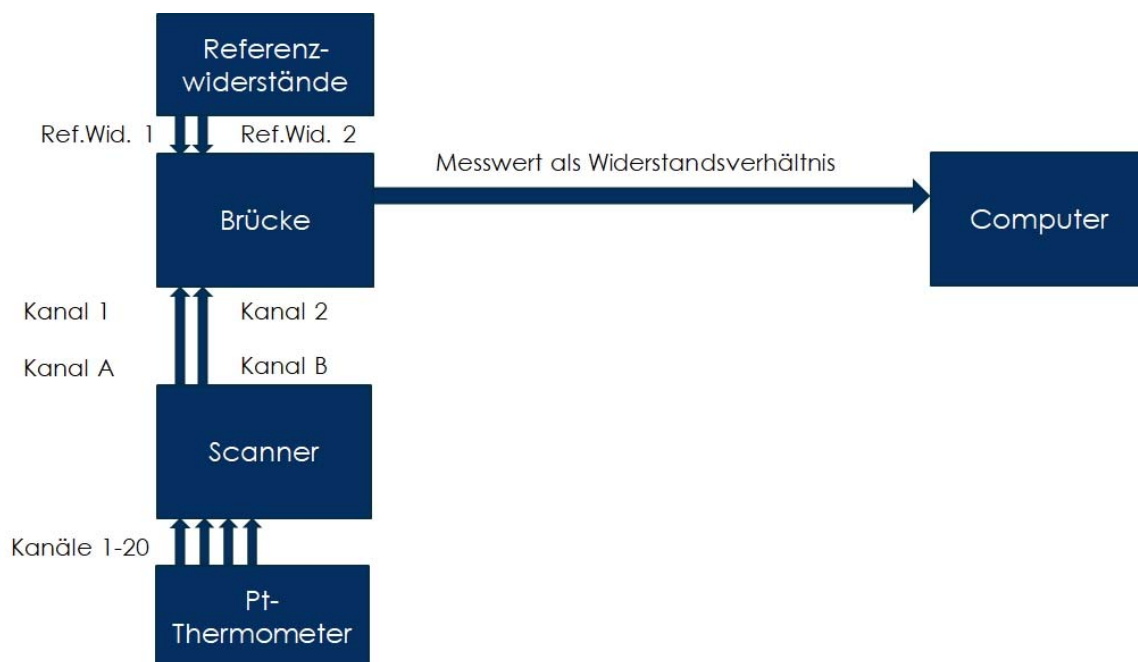 Referenz-
widerstände
Ref.Wid. 1
Ref.Wid. 2
Messwert als Widerstandsverhältnis
Brücke
Computer
Kanal 1
Kanal 2
Kanal A
Kanal B
Scanner
Kanäle 1-20
Pt-
Thermometer